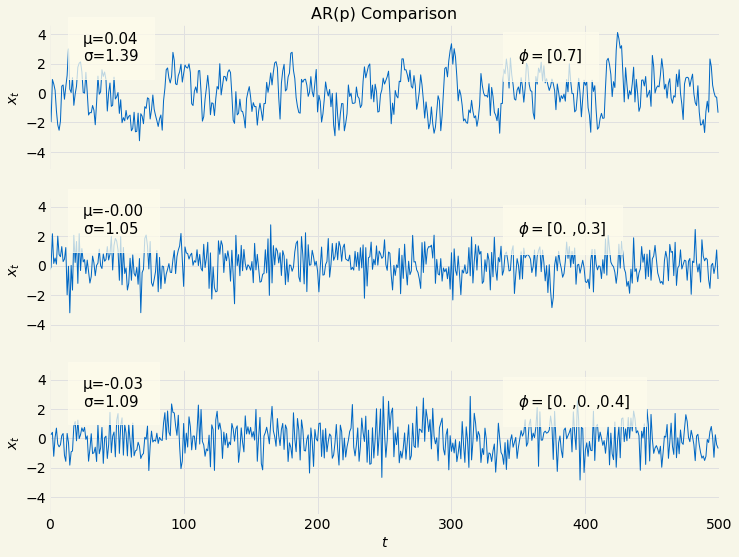 AR(p) Comparison
4
2
0
−2
−4
x_t
μ=0.04
σ=1.39
ϕ = [0.7]
4
2
0
−2
−4
x_t
μ=-0.00
σ=1.05
ϕ = [0. ,0.3]
4
2
0
−2
−4
x_t
μ=-0.03
σ=1.09
ϕ = [0. ,0. ,0.4]
0 100 200 300 400 500
t